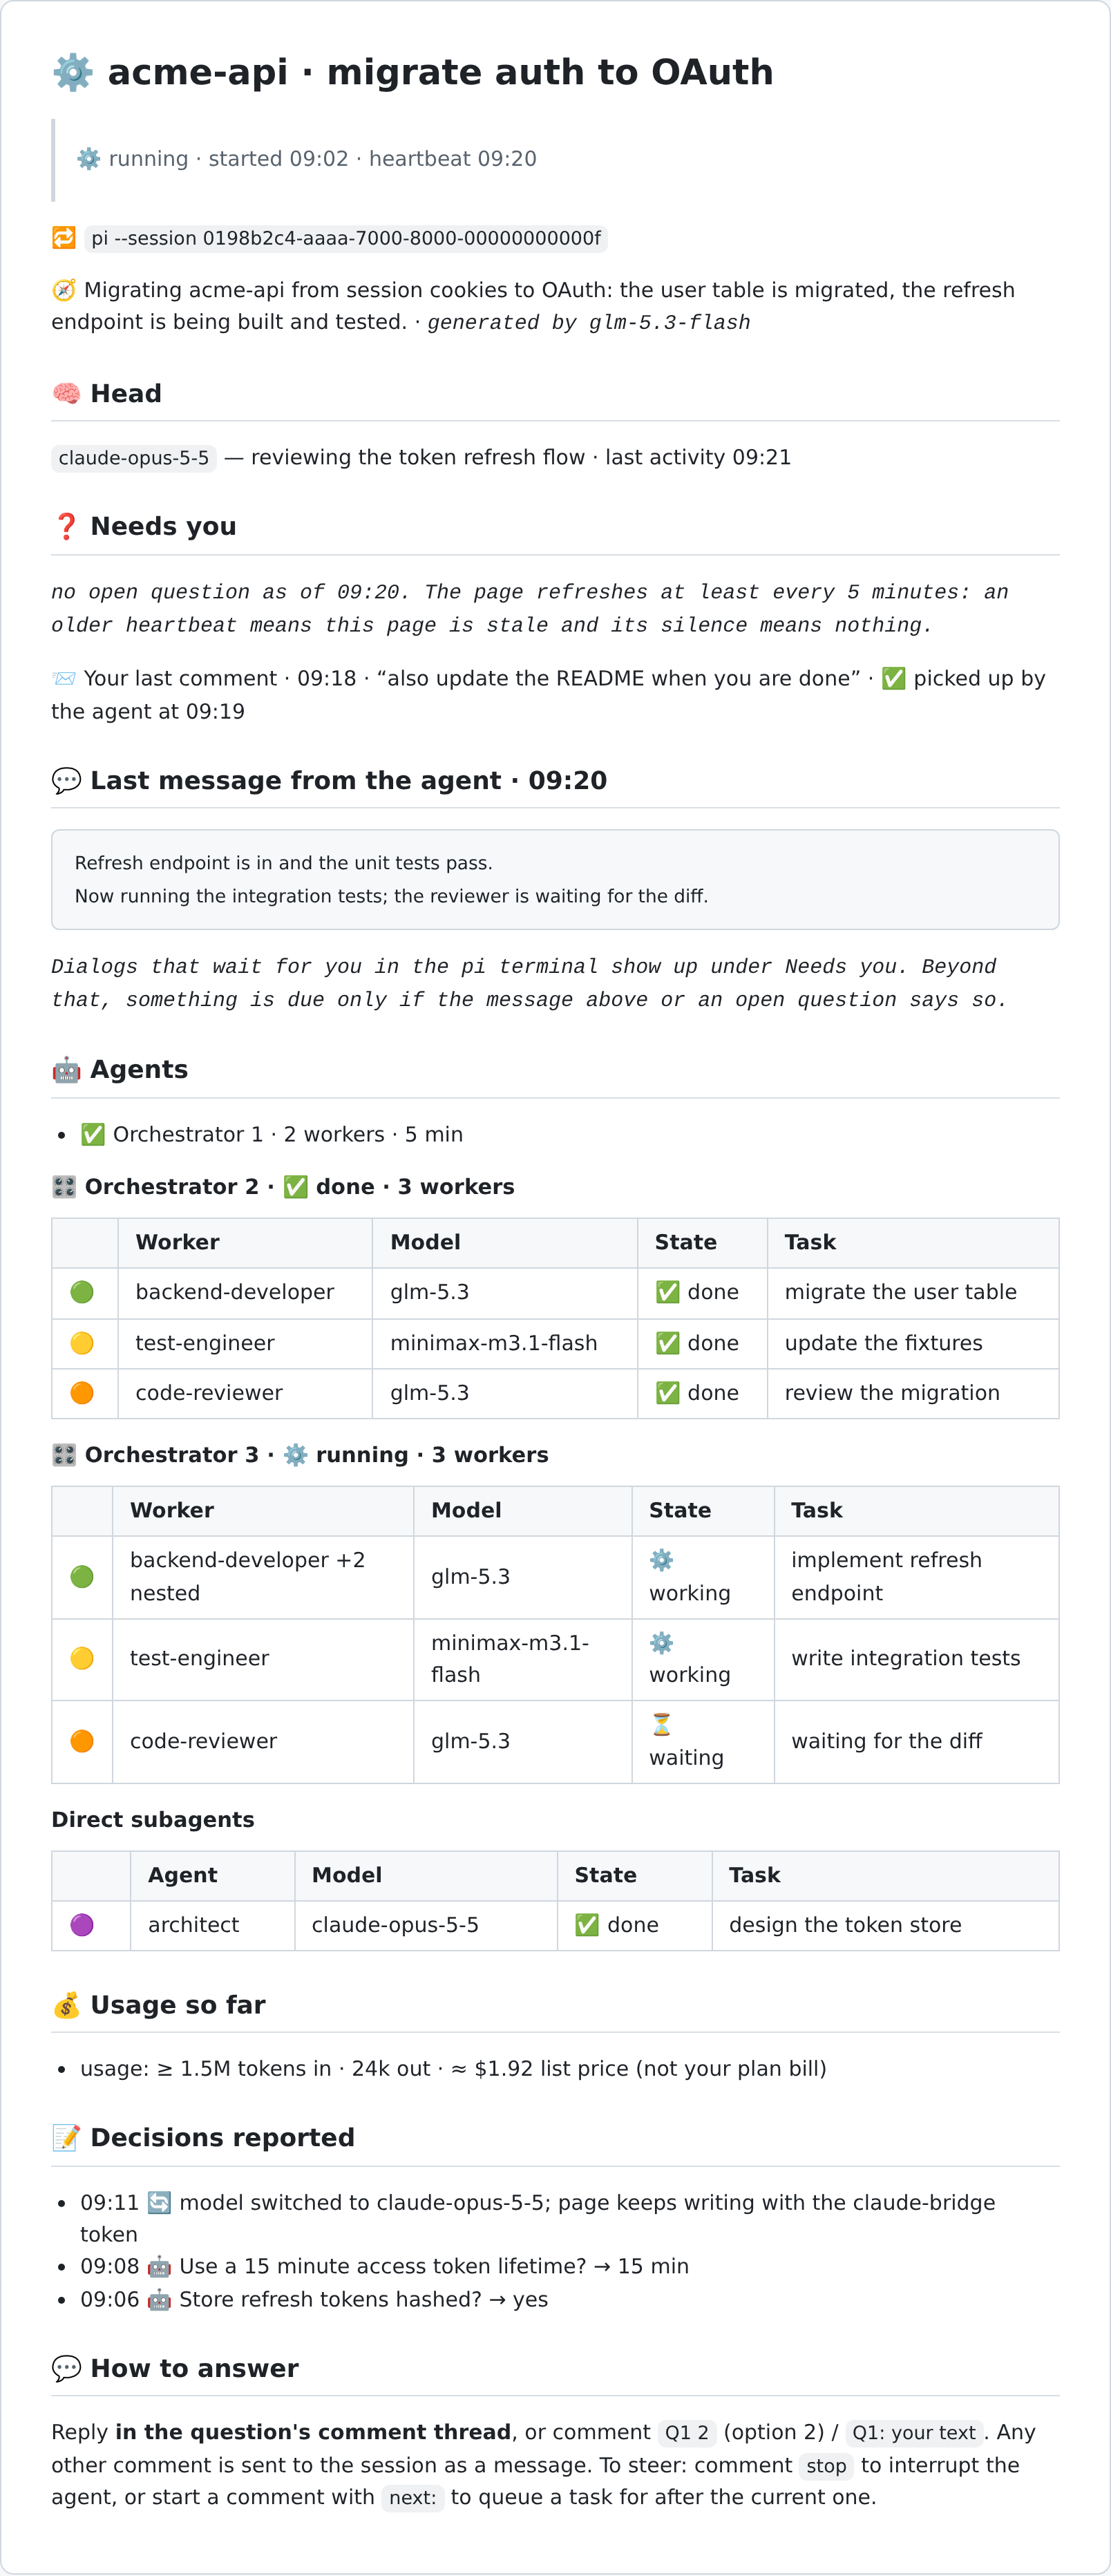 ⚙️ acme-api · migrate auth to OAuth
⚙️ running · started 09:02 · heartbeat 09:20
🔁 pi --session 0198b2c4-aaaa-7000-8000-00000000000f
🧭 Migrating acme-api from session cookies to OAuth: the user table is migrated, the refresh
endpoint is being built and tested. · generated by glm-5.3-flash
🧠 Head
claude-opus-5-5 — reviewing the token refresh flow · last activity 09:21
❓ Needs you
no open question as of 09:20. The page refreshes at least every 5 minutes: an
older heartbeat means this page is stale and its silence means nothing.
📨 Your last comment · 09:18 · “also update the README when you are done” · ✅ picked up by
the agent at 09:19
💬 Last message from the agent · 09:20
Refresh endpoint is in and the unit tests pass.
Now running the integration tests; the reviewer is waiting for the diff.
Dialogs that wait for you in the pi terminal show up under Needs you. Beyond
that, something is due only if the message above or an open question says so.
🤖 Agents
• ✅ Orchestrator 1 · 2 workers · 5 min
🎛️ Orchestrator 2 · ✅ done · 3 workers
Worker Model State Task
🟢 backend-developer glm-5.3 ✅ done migrate the user table
🟡 test-engineer minimax-m3.1-flash ✅ done update the fixtures
🟠 code-reviewer glm-5.3 ✅ done review the migration
🎛️ Orchestrator 3 · ⚙️ running · 3 workers
Worker Model State Task
🟢 backend-developer +2
nested
glm-5.3
⚙️
working
implement refresh
endpoint
🟡 test-engineer
minimax-m3.1-
flash
⚙️
working
write integration tests
🟠 code-reviewer
glm-5.3
⏳
waiting
waiting for the diff
Direct subagents
Agent Model State Task
🟣 architect claude-opus-5-5 ✅ done design the token store
💰 Usage so far
• usage: ≥ 1.5M tokens in · 24k out · ≈ $1.92 list price (not your plan bill)
📝 Decisions reported
• 09:11 🔄 model switched to claude-opus-5-5; page keeps writing with the claude-bridge
token
• 09:08 🤖 Use a 15 minute access token lifetime? → 15 min
• 09:06 🤖 Store refresh tokens hashed? → yes
💬 How to answer
Reply in the question's comment thread, or comment Q1 2 (option 2) / Q1: your text. Any
other comment is sent to the session as a message. To steer: comment stop to interrupt the
agent, or start a comment with next: to queue a task for after the current one.